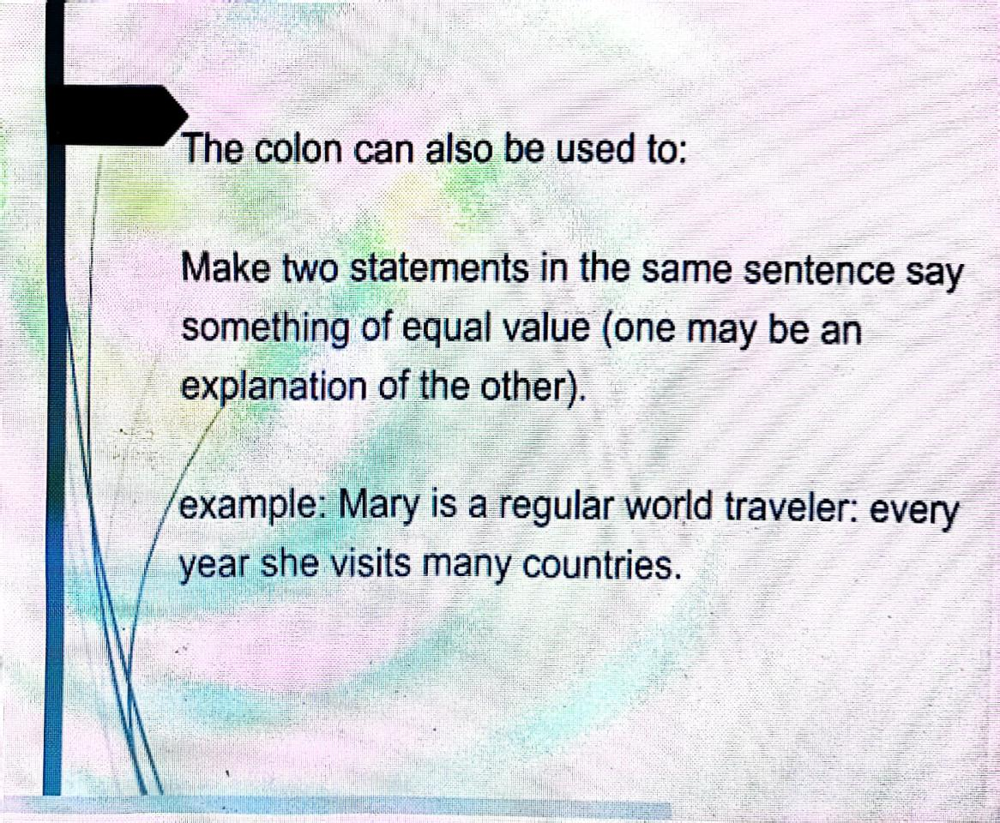 The colon can also be used to:
Make two statements in the same sentence say
something of equal value (one may be an
explanation of the other).
example: Mary is a regular world traveler: every
year she visits many countries.